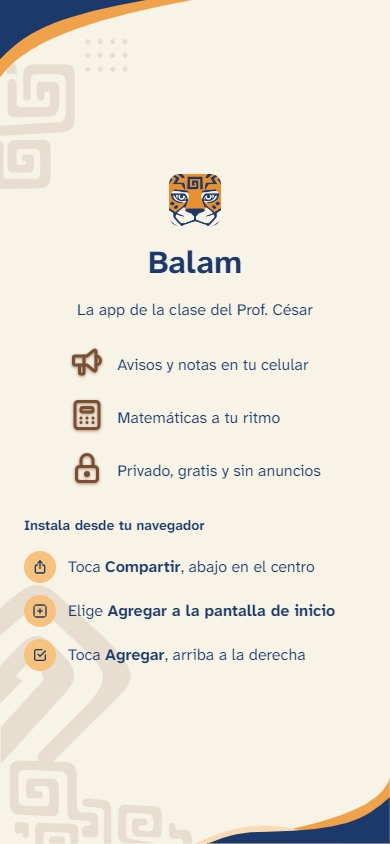 Balam
La app de la clase del Prof. César
Avisos y notas en tu celular
Matemáticas a tu ritmo
Privado, gratis y sin anuncios
Instala desde tu navegador
Toca Compartir, abajo en el centro
Elige Agregar a la pantalla de inicio
Toca Agregar, arriba a la derecha